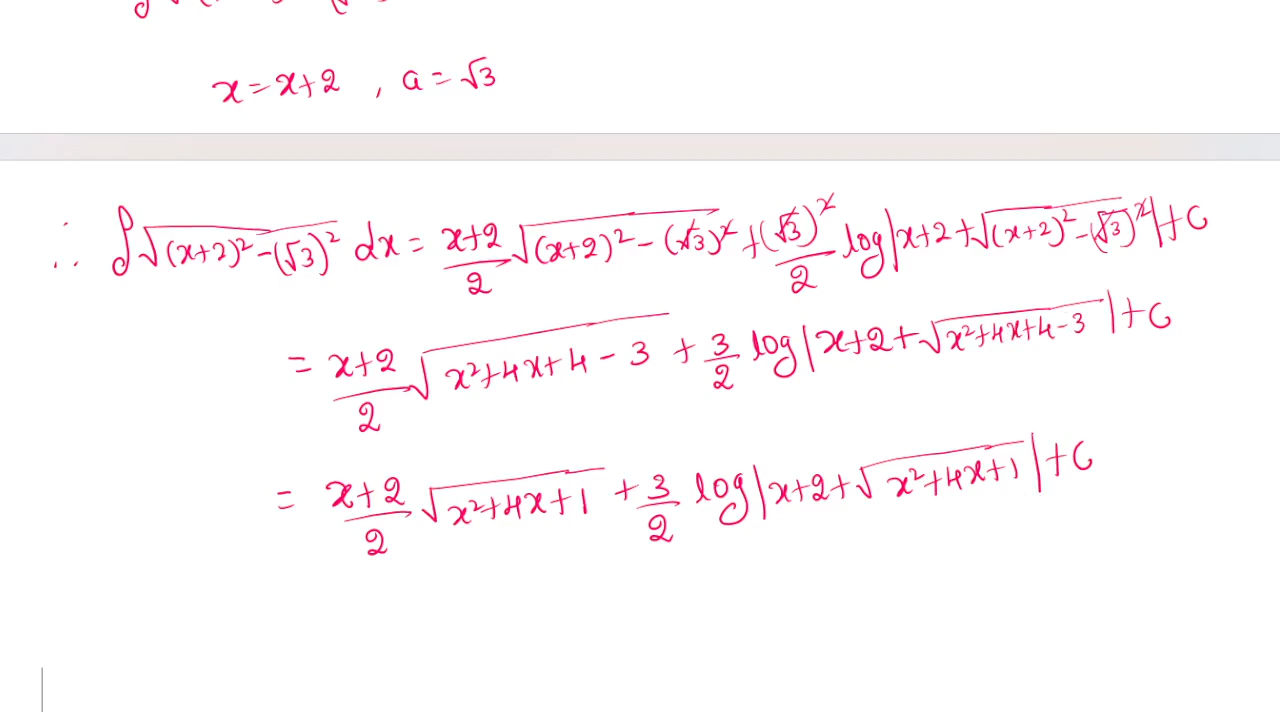 x = x+2 , a = √3
∴ ∫√((x+2)² - (√3)²) dx = (x+2)/2 √((x+2)² - (√3)²) + (√3)²/2 log|x+2+√((x+2)² - (√3)²)| + C
= (x+2)/2 √(x²+4x+4-3) + 3/2 log|x+2+√(x²+4x+4-3)| + C
= (x+2)/2 √(x²+4x+1) + 3/2 log|x+2+√(x²+4x+1)| + C